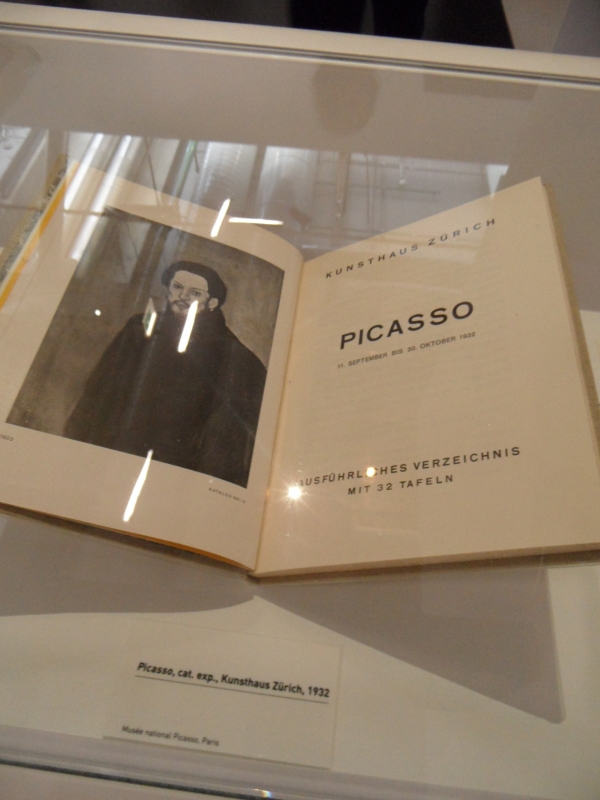 KUNSTHAUS ZÜRICH
PICASSO
11. SEPTEMBER BIS 30. OKTOBER 1932
AUSFÜHRLICHES VERZEICHNIS
MIT 32 TAFELN
Picasso, cat. exp., Kunsthaus Zürich, 1932
Musée national Picasso, Paris